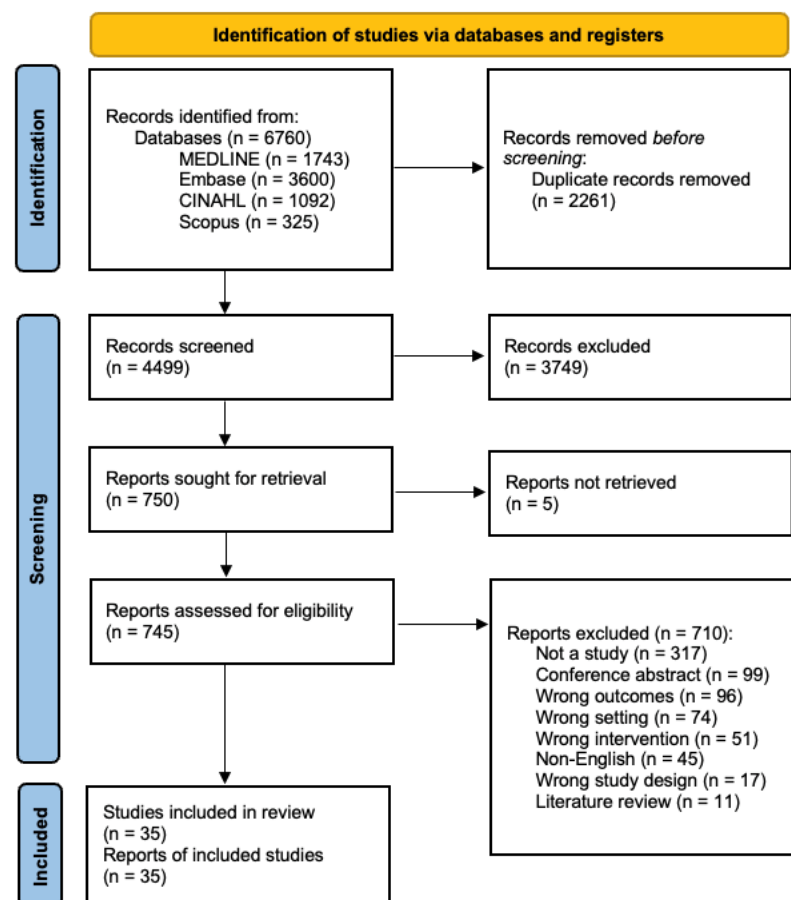 Identification of studies via databases and registers
Identification
Records identified from:
Databases (n = 6760)
MEDLINE (n = 1743)
Embase (n = 3600)
CINAHL (n = 1092)
Scopus (n = 325)
Records removed before
screening:
Duplicate records removed
(n = 2261)
Screening
Records screened
(n = 4499)
Records excluded
(n = 3749)
Reports sought for retrieval
(n = 750)
Reports not retrieved
(n = 5)
Reports assessed for eligibility
(n = 745)
Reports excluded (n = 710):
Not a study (n = 317)
Conference abstract (n = 99)
Wrong outcomes (n = 96)
Wrong setting (n = 74)
Wrong intervention (n = 51)
Non-English (n = 45)
Wrong study design (n = 17)
Literature review (n = 11)
Included
Studies included in review
(n = 35)
Reports of included studies
(n = 35)